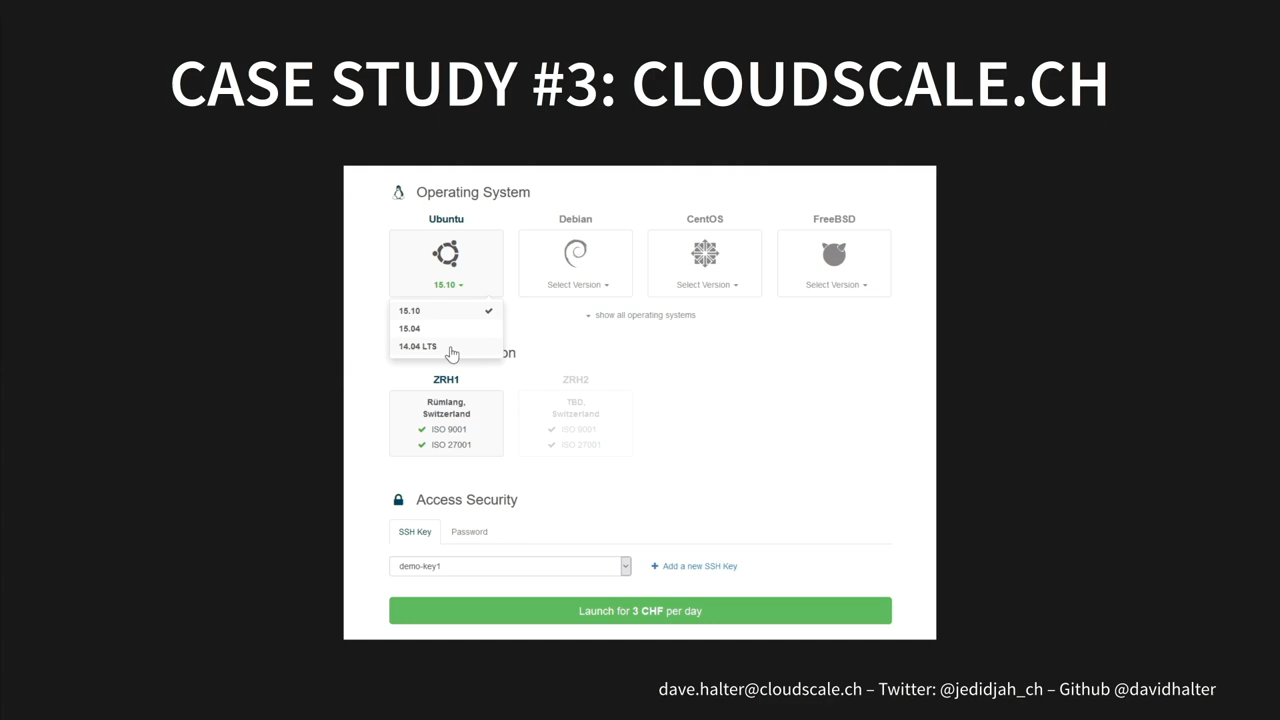 CASE STUDY #3: CLOUDSCALE.CH
Operating System
Ubuntu Debian CentOS FreeBSD
15.10 Select Version Select Version Select Version
15.10
15.04
14.04 LTS
show all operating systems
on
ZRH1 ZRH2
Rümlang, TBD,
Switzerland Switzerland
ISO 9001 ISO 9001
ISO 27001 ISO 27001
Access Security
SSH Key Password
demo-key1 Add a new SSH Key
Launch for 3 CHF per day
dave.halter@cloudscale.ch – Twitter: @jedidjah_ch – Github @davidhalter